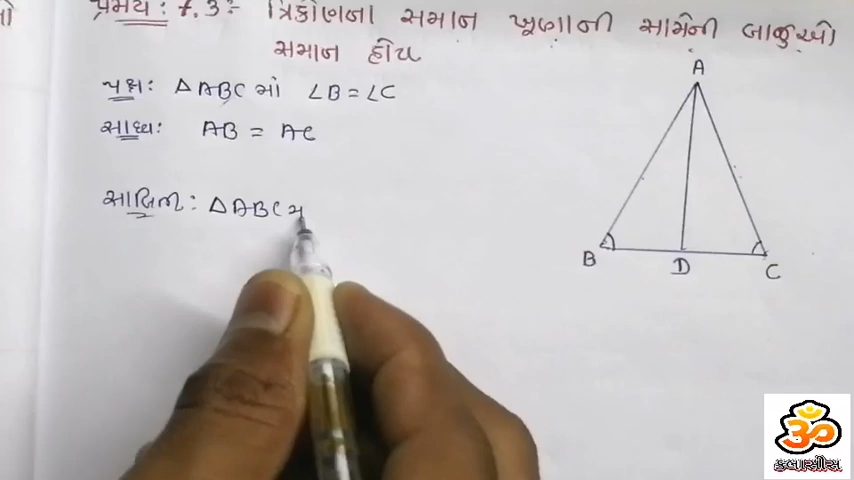 પ્રમેય : 7.3 :- ત્રિકોણના સમાન ખૂણાની સામેની બાજુઓ
સમાન હોય
પક્ષ: △ABC માં ∠B = ∠C
સાધ્ય: AB = AC
સાબિતી: △ABC મ
A
B
D
C
ૐ
ક્લાસીસ